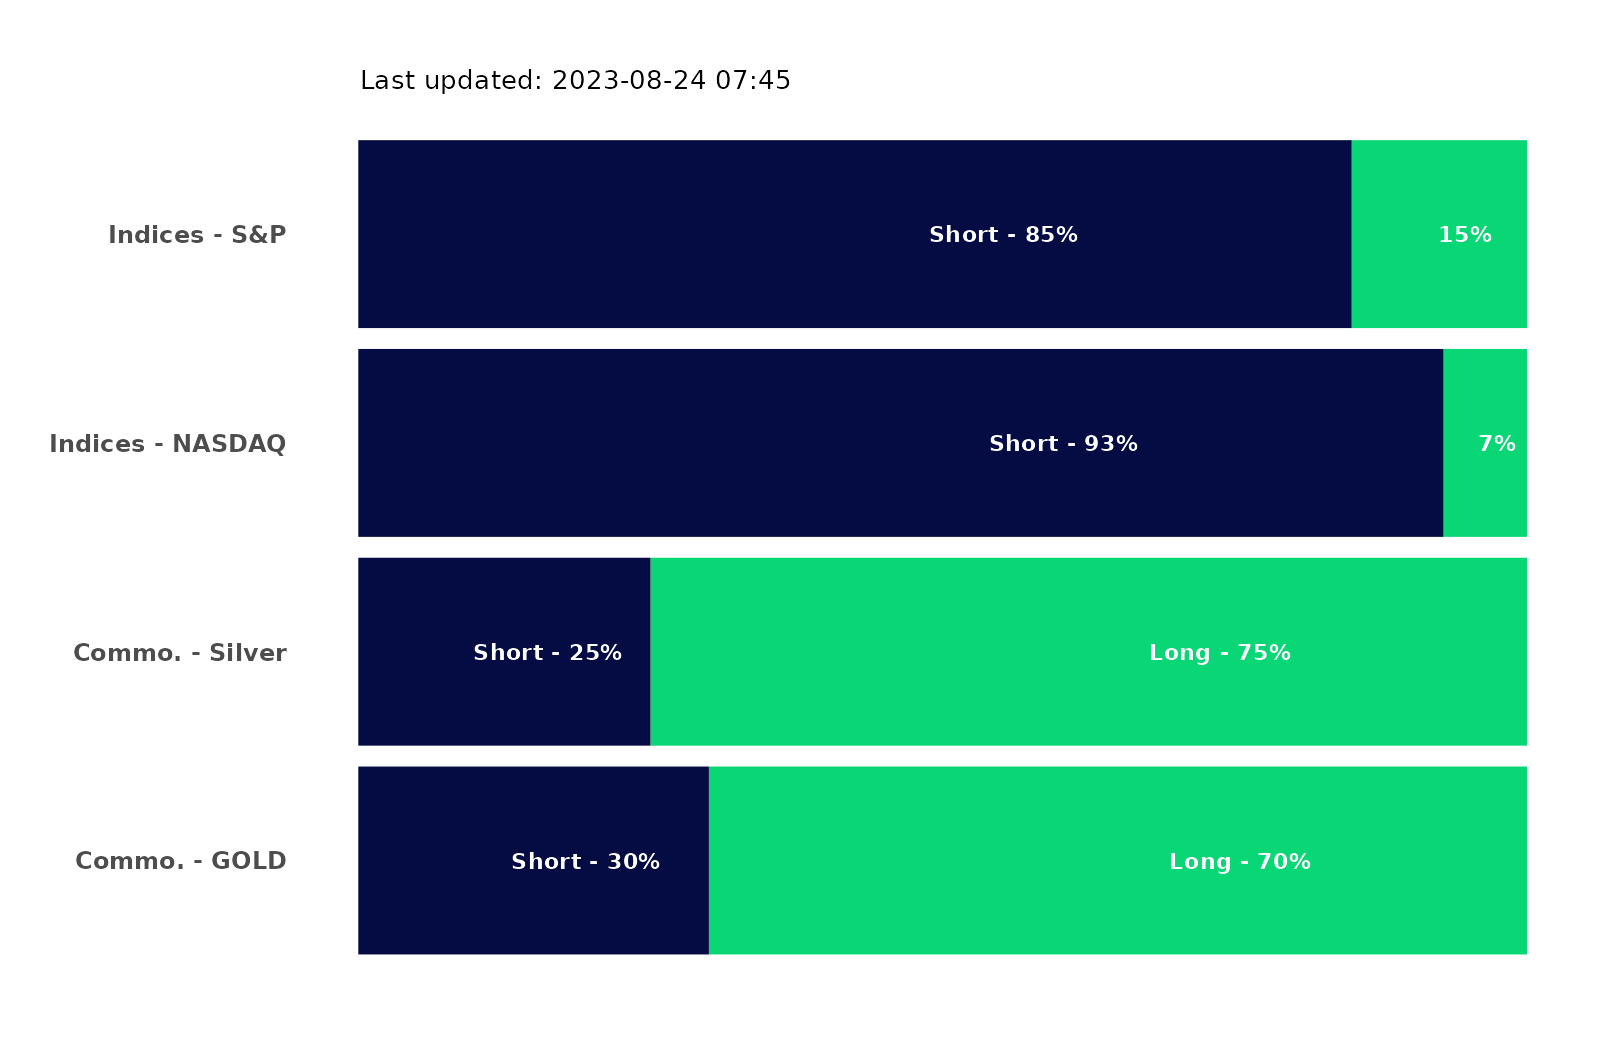 Last updated: 2023-08-24 07:45
Indices - S&P
Short - 85%
15%
Indices - NASDAQ
Short - 93%
7%
Commo. - Silver
Short - 25%
Long - 75%
Commo. - GOLD
Short - 30%
Long - 70%